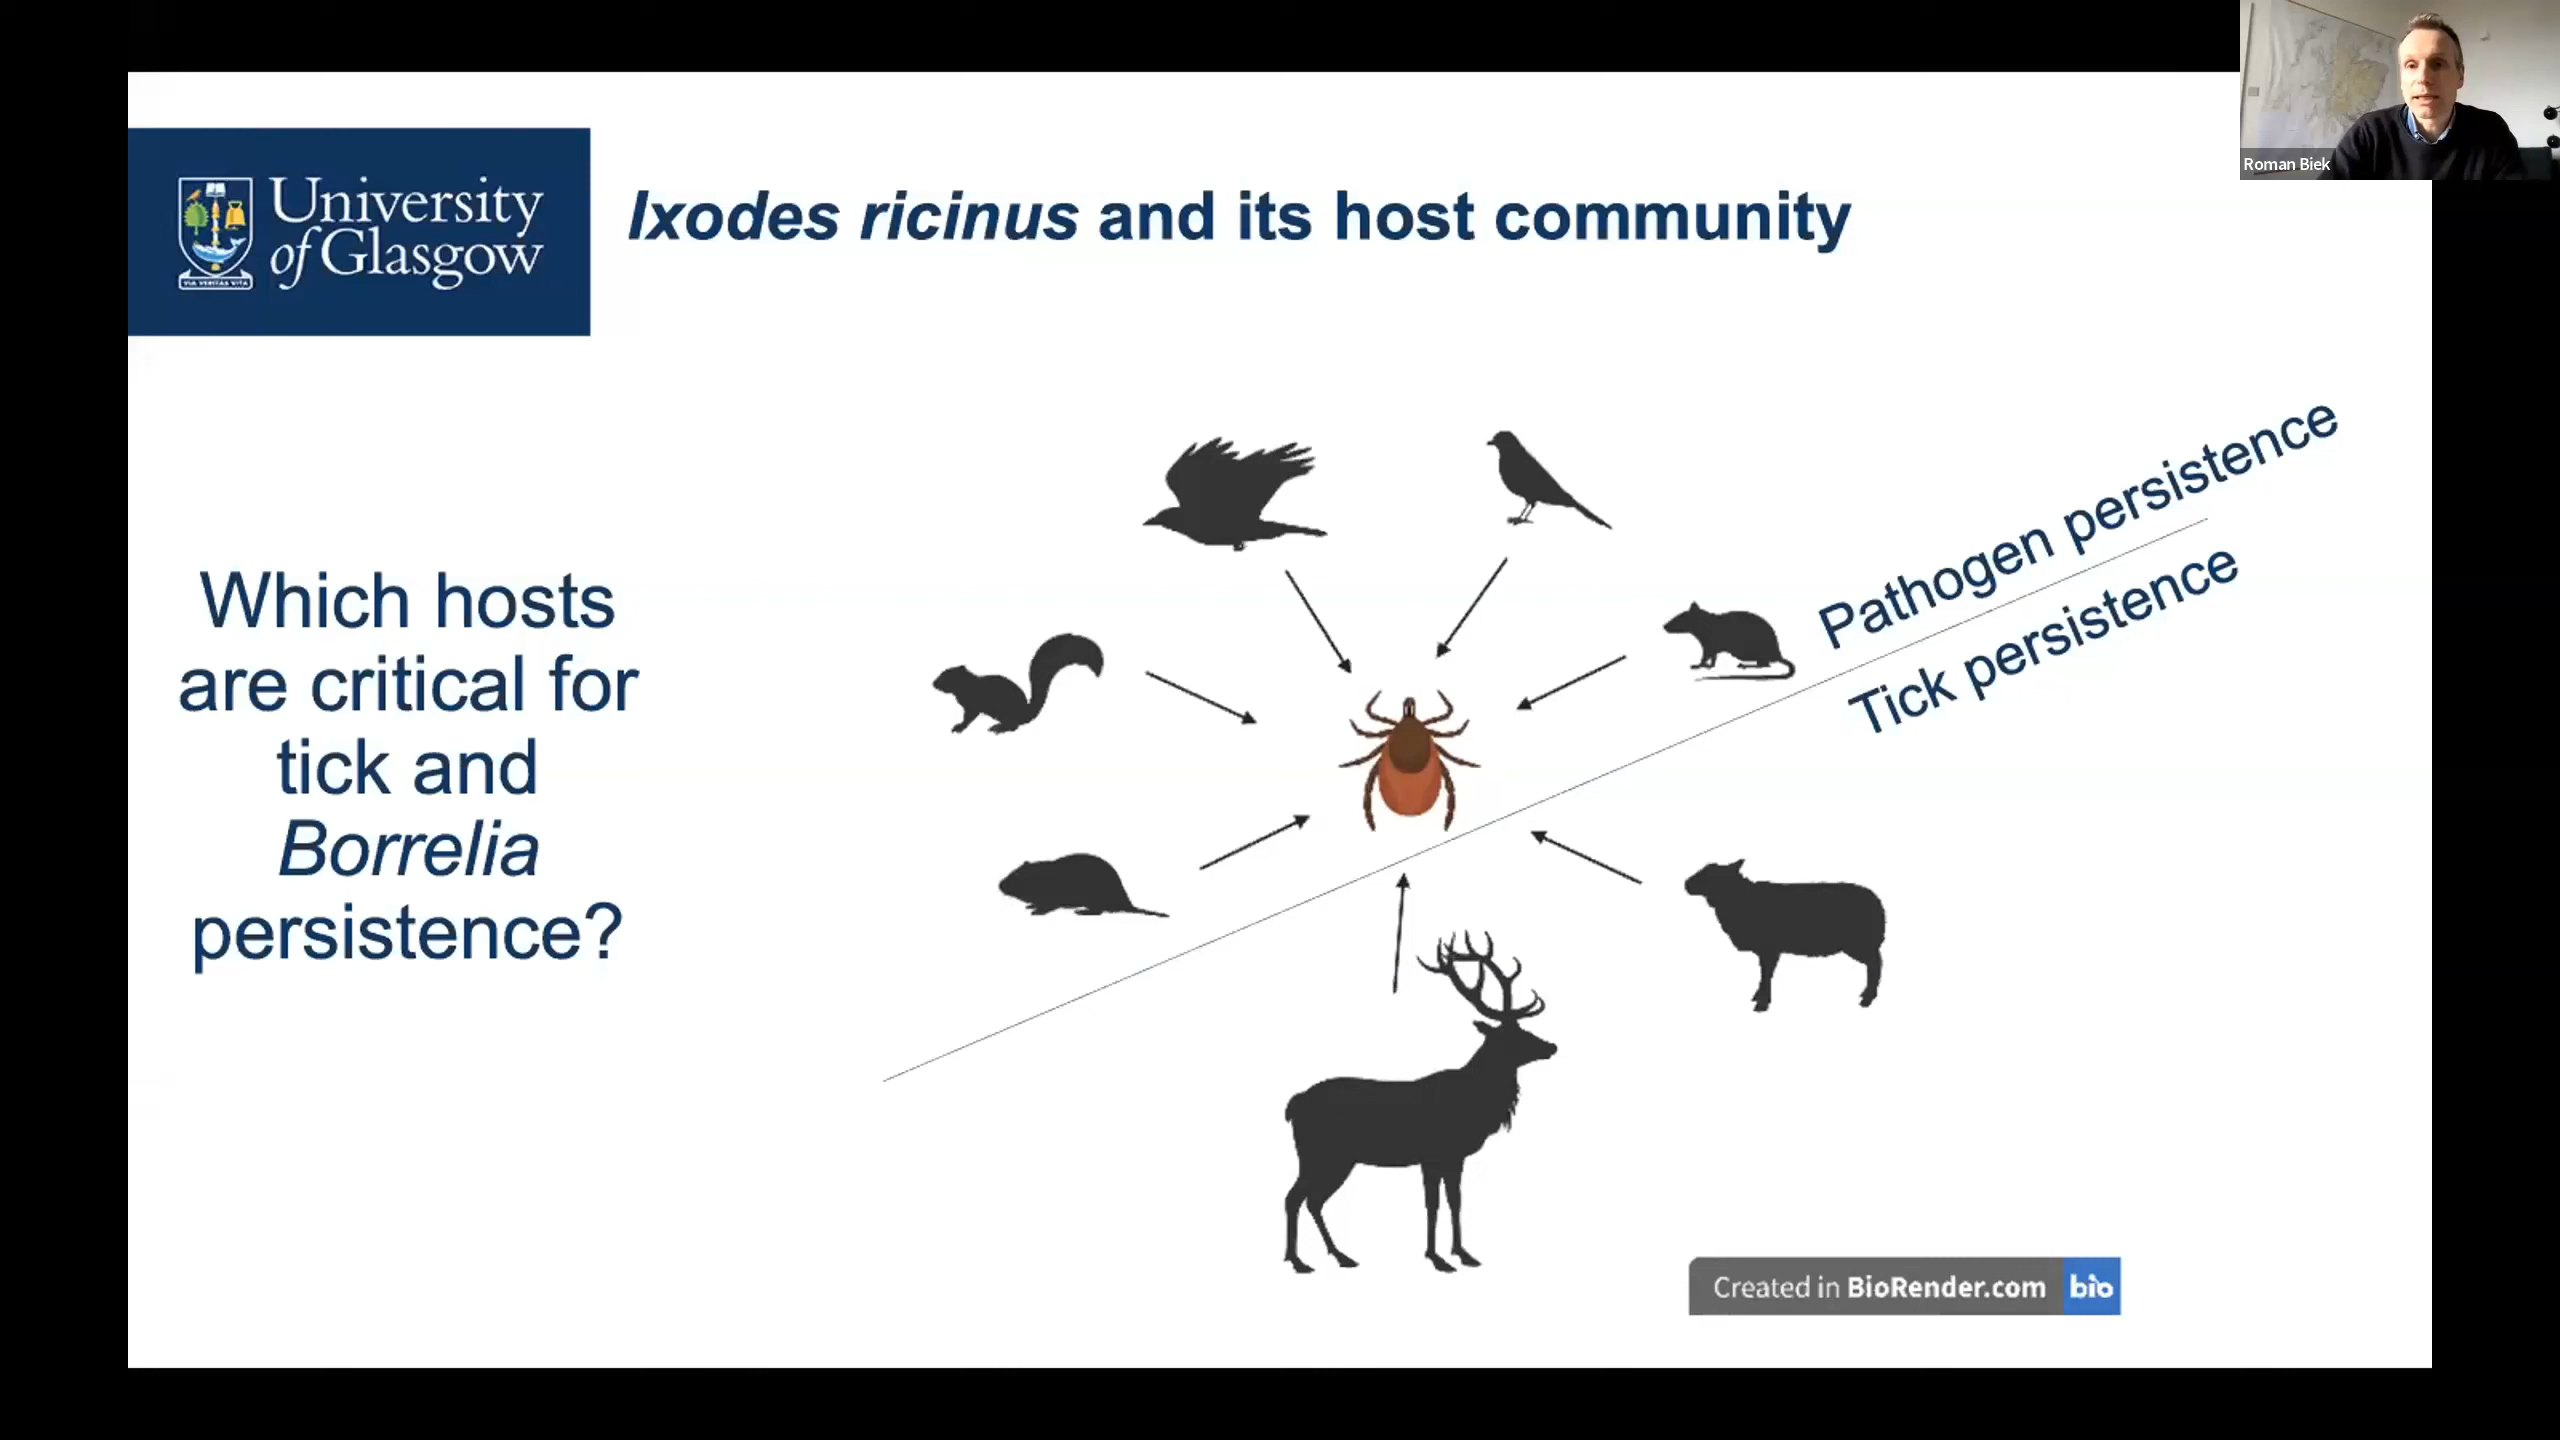 Roman Biek
University
of Glasgow
VIA VERITAS VITA
Ixodes ricinus and its host community
Which hosts
are critical for
tick and
Borrelia
persistence?
Pathogen persistence
Tick persistence
Created in BioRender.com bio